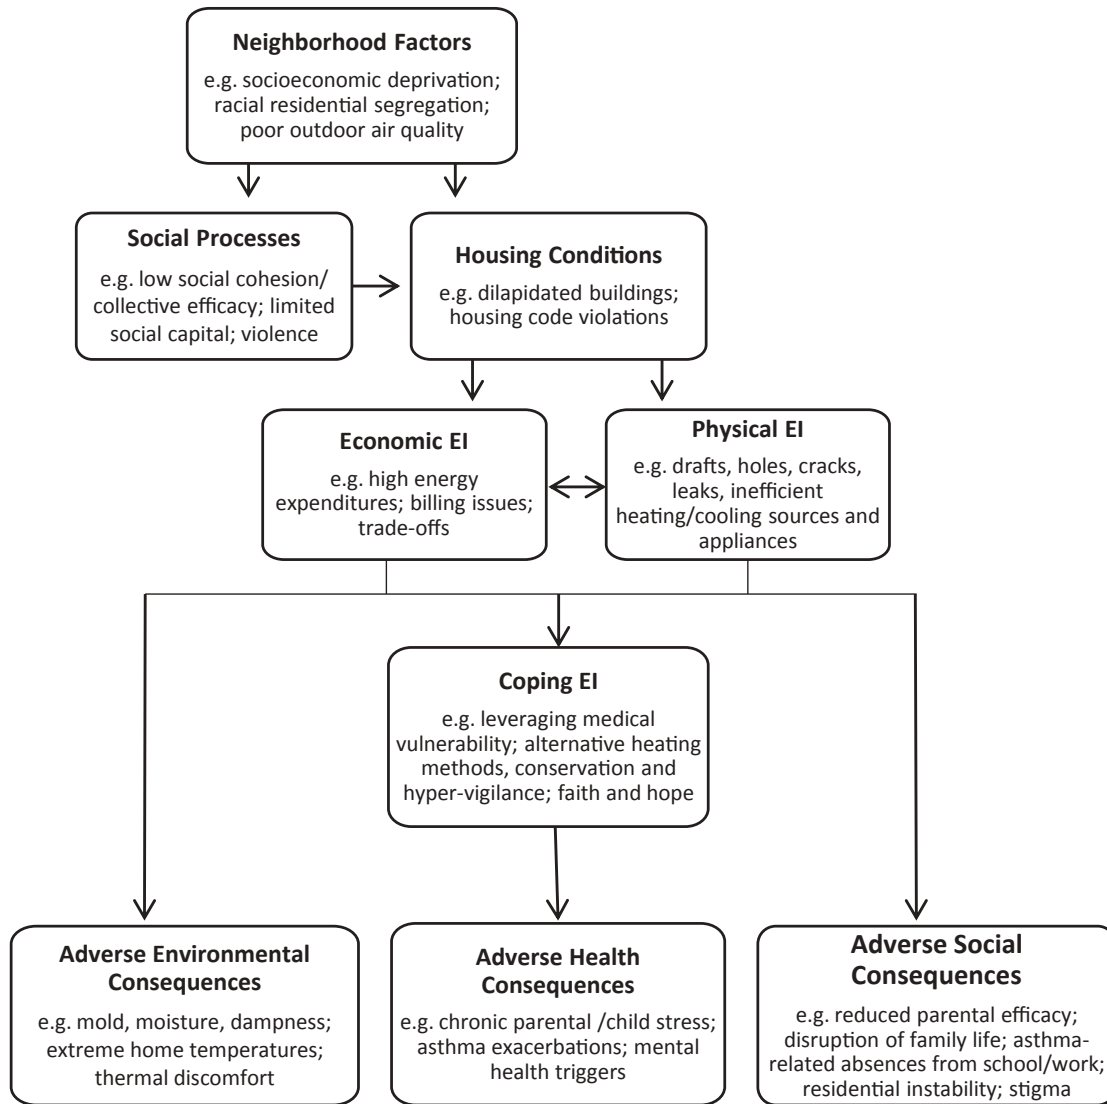 Neighborhood Factors
e.g. socioeconomic deprivation;
racial residential segregation;
poor outdoor air quality
Social Processes
e.g. low social cohesion/
collective efficacy; limited
social capital; violence
Housing Conditions
e.g. dilapidated buildings;
housing code violations
Economic EI
e.g. high energy
expenditures; billing issues;
trade-offs
Physical EI
e.g. drafts, holes, cracks,
leaks, inefficient
heating/cooling sources and
appliances
Coping EI
e.g. leveraging medical
vulnerability; alternative heating
methods, conservation and
hyper-vigilance; faith and hope
Adverse Environmental
Consequences
e.g. mold, moisture, dampness;
extreme home temperatures;
thermal discomfort
Adverse Health
Consequences
e.g. chronic parental /child stress;
asthma exacerbations; mental
health triggers
Adverse Social
Consequences
e.g. reduced parental efficacy;
disruption of family life; asthma-
related absences from school/work;
residential instability; stigma